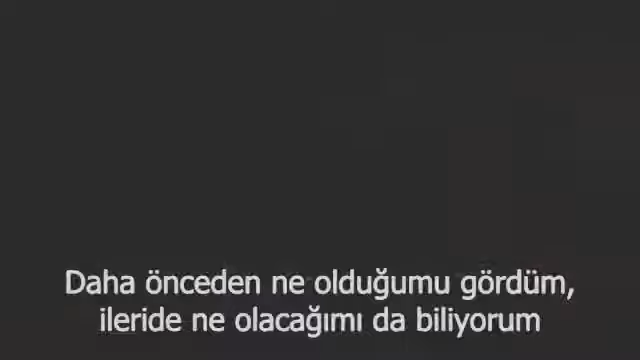 Daha önceden ne olduğumu gördüm,
ileride ne olacağımı da biliyorum